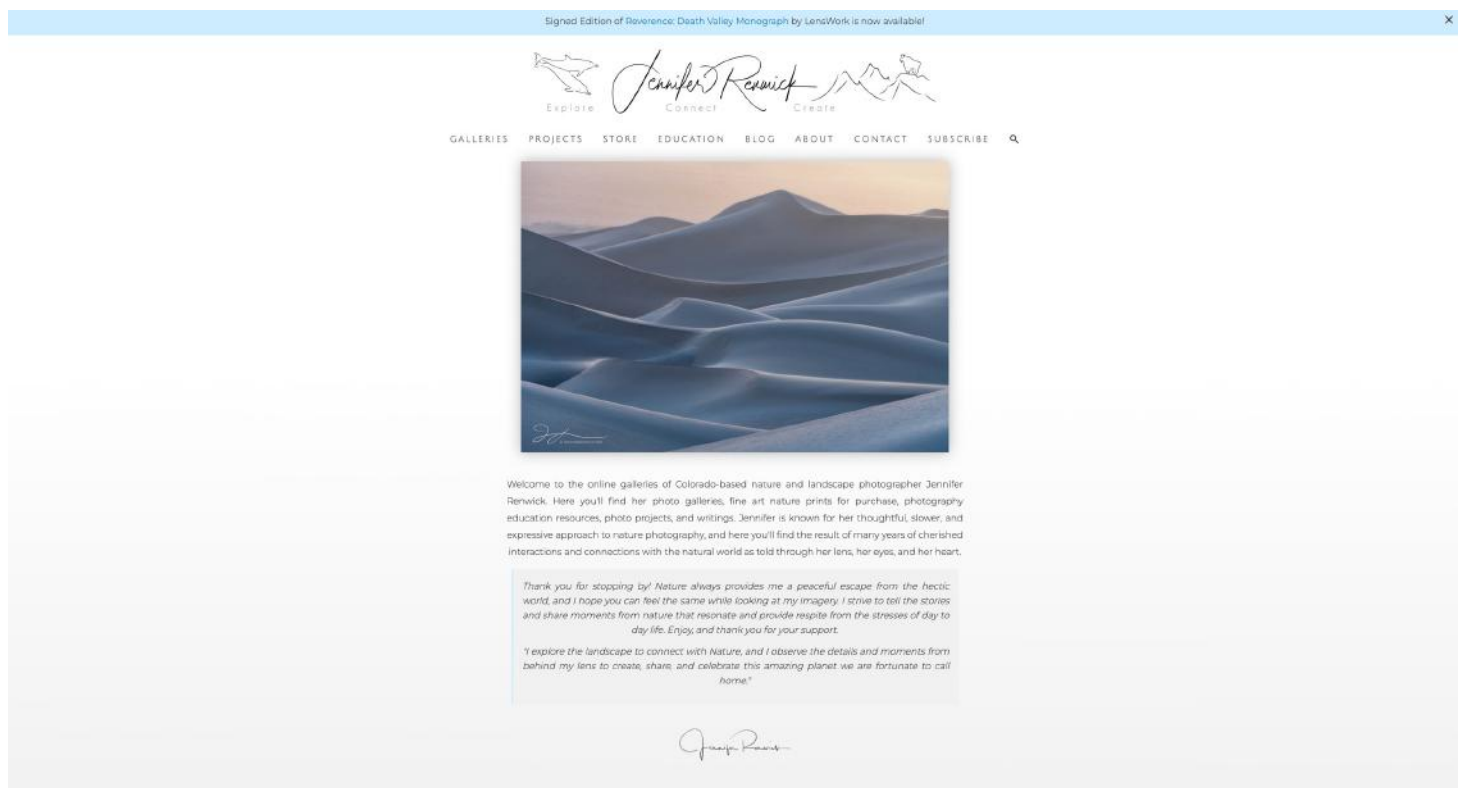 Signed Edition of Reverence: Death Valley Monograph by LensWork is now available!
Jennifer Renwick
Explore Connect Create
GALLERIES PROJECTS STORE EDUCATION BLOG ABOUT CONTACT SUBSCRIBE
Welcome to the online galleries of Colorado-based nature and landscape photographer Jennifer
Renwick. Here you'll find her photo galleries, fine art nature prints for purchase, photography
education resources, photo projects, and writings. Jennifer is known for her thoughtful, slower, and
expressive approach to nature photography, and here you'll find the result of many years of cherished
interactions and connections with the natural world as told through her lens, her eyes, and her heart.
Thank you for stopping by! Nature always provides me a peaceful escape from the hectic
world, and I hope you can feel the same while looking at my imagery. I strive to tell the stories
and share moments from nature that resonate and provide respite from the stresses of day to
day life. Enjoy, and thank you for your support.
"I explore the landscape to connect with Nature, and I observe the details and moments from
behind my lens to create, share, and celebrate this amazing planet we are fortunate to call
home."